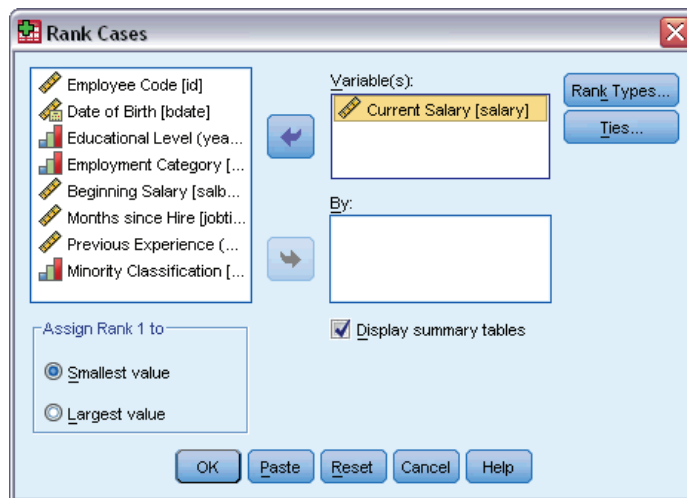 Rank Cases
Employee Code [id]
Date of Birth [bdate]
Educational Level (yea...
Employment Category [...
Beginning Salary [salb...
Months since Hire [jobti...
Previous Experience (...
Minority Classification [...
Variable(s):
Current Salary [salary]
By:
Rank Types...
Ties...
Assign Rank 1 to
Smallest value
Largest value
Display summary tables
OK Paste Reset Cancel Help